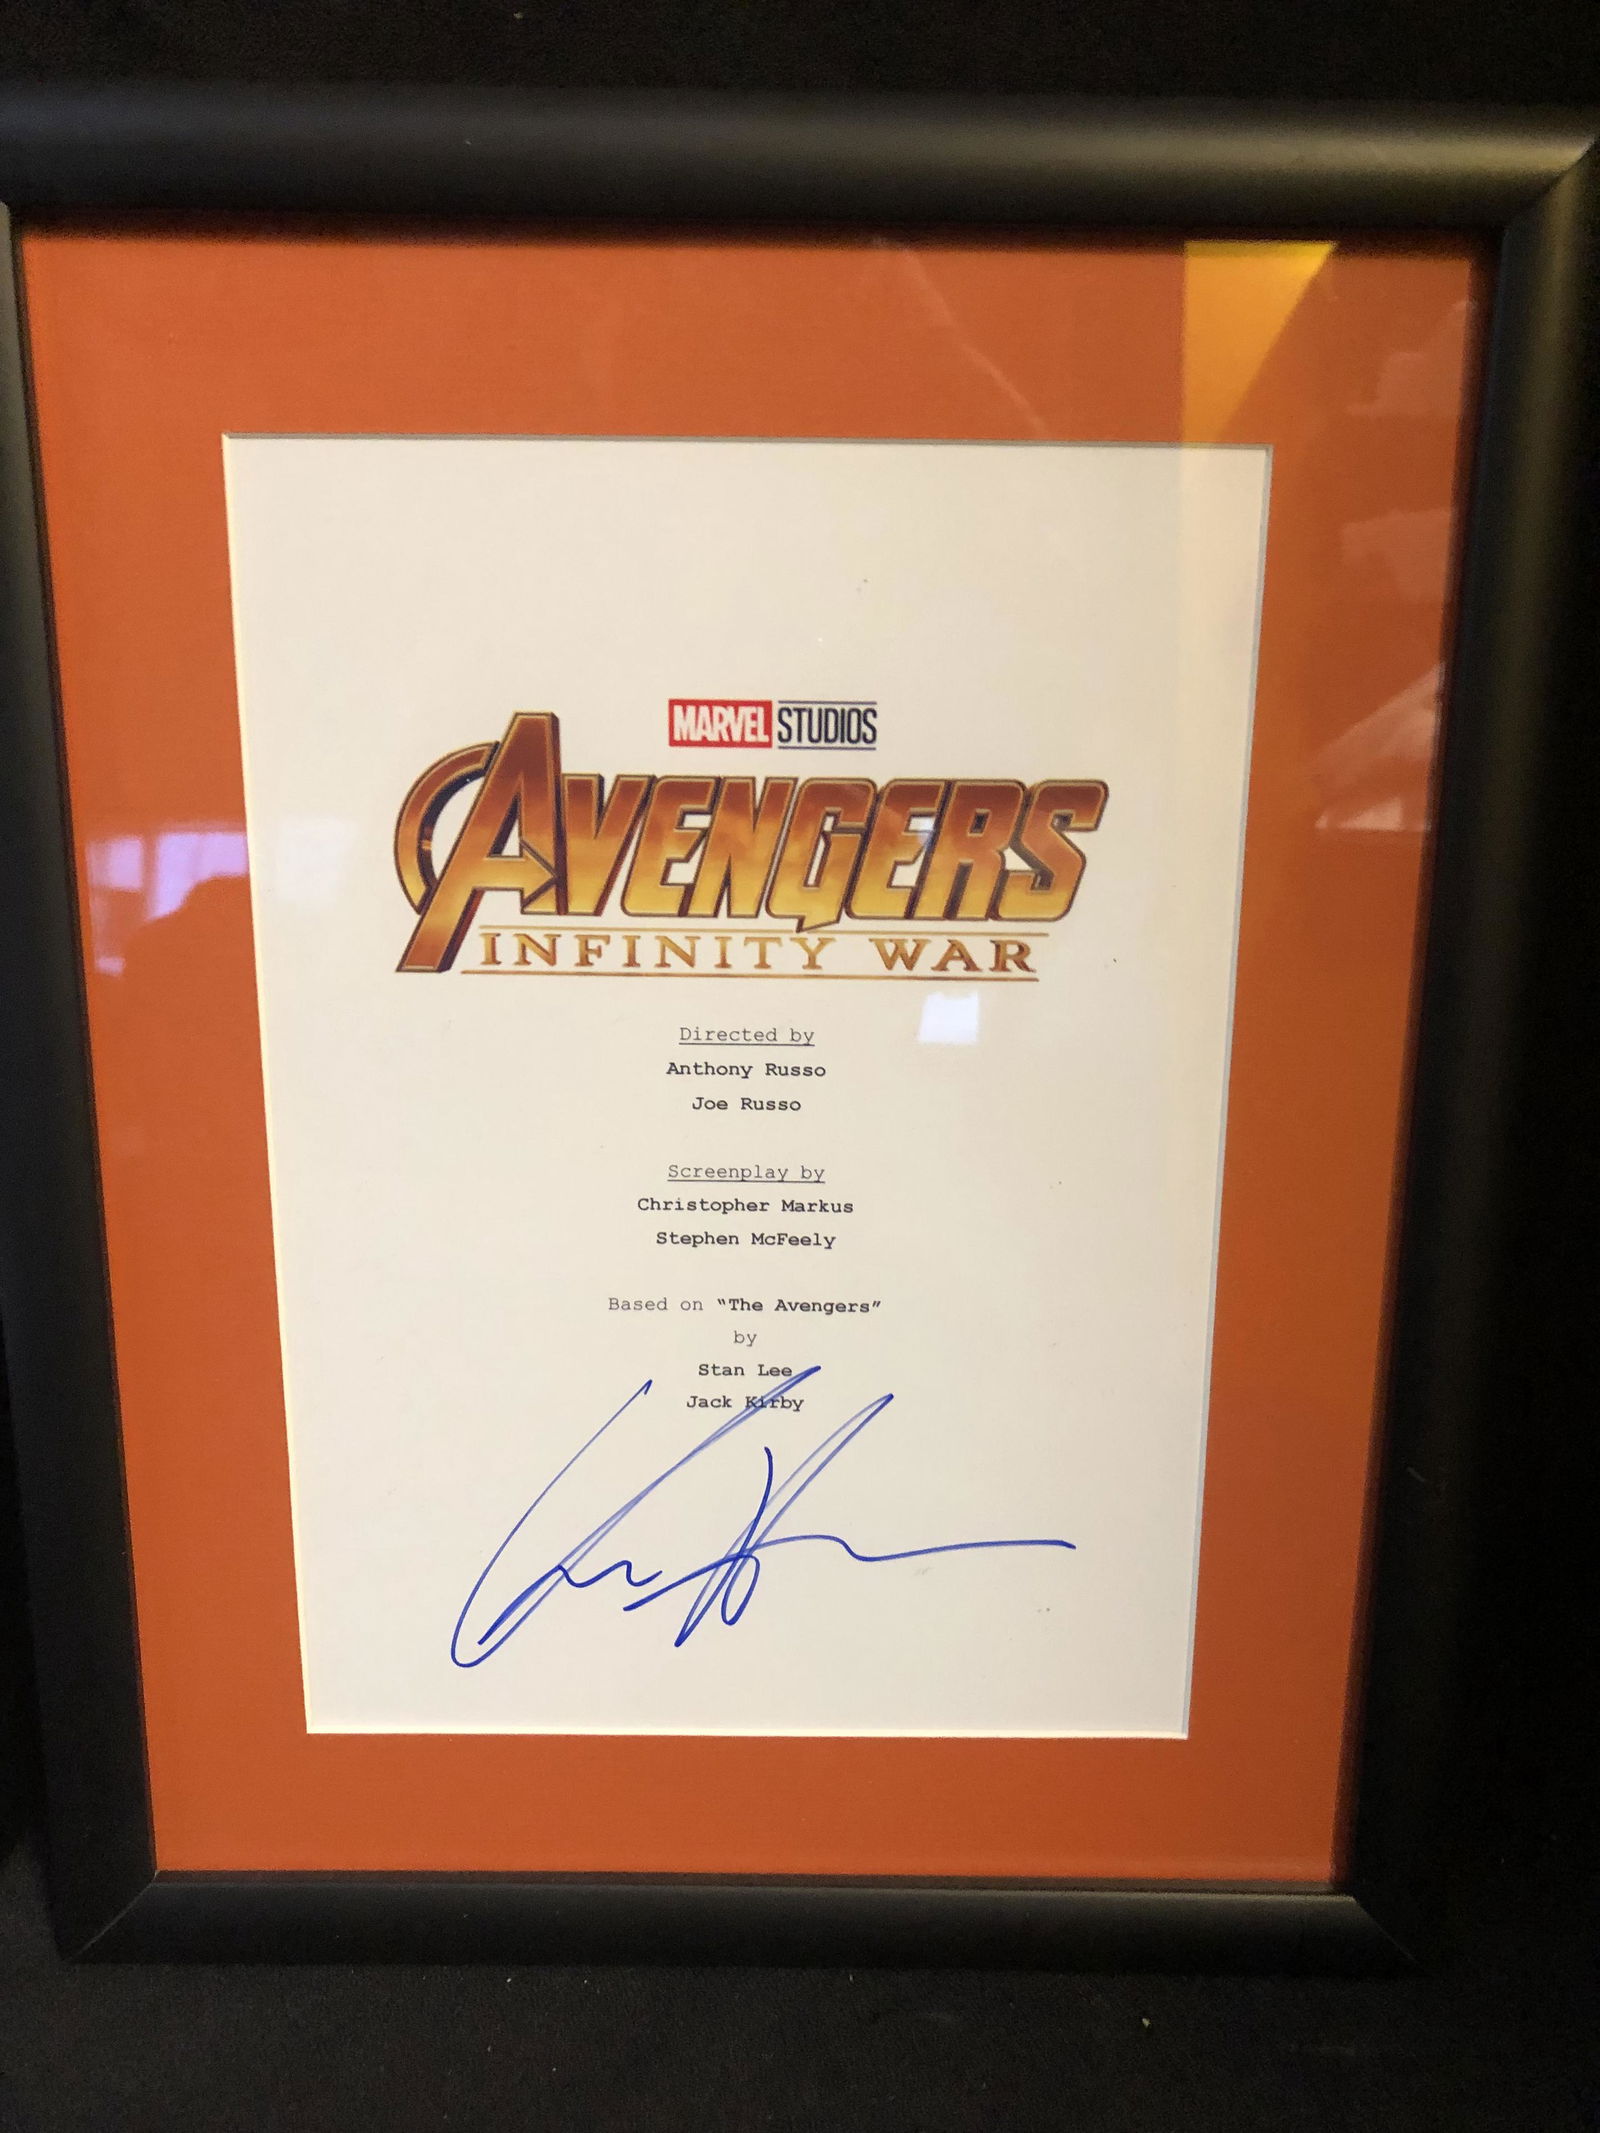 MARVEL STUDIOS
AVENGERS
INFINITY WAR
Directed by
Anthony Russo
Joe Russo
Screenplay by
Christopher Markus
Stephen McFeely
Based on “The Avengers”
by
Stan Lee
Jack Kirby